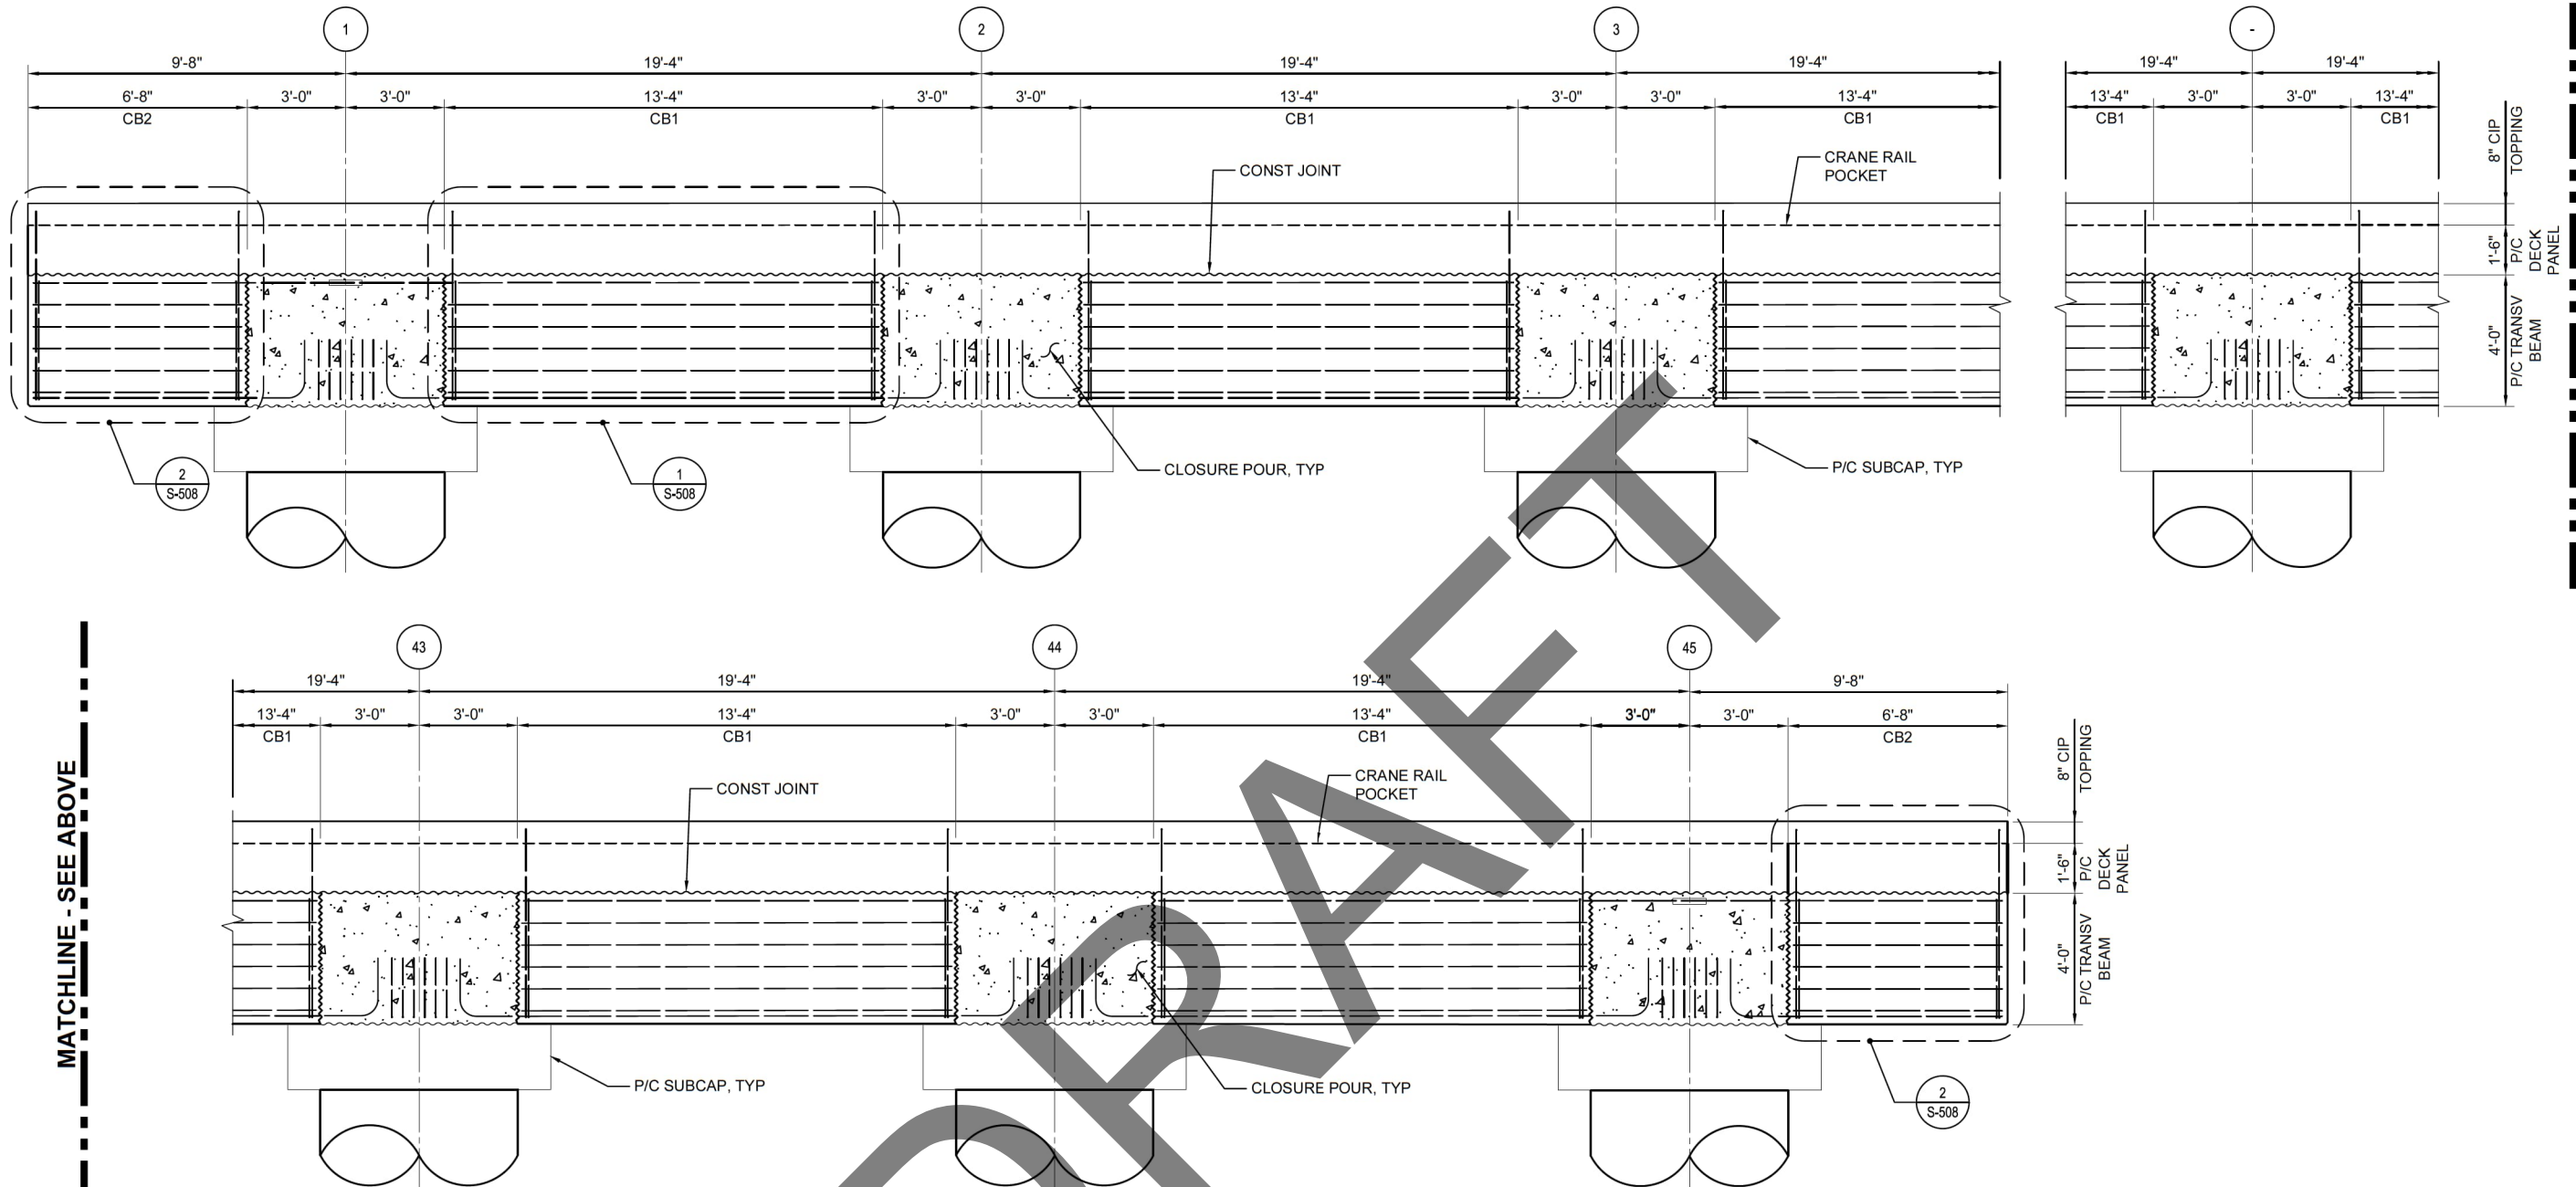 1
2
3
-
9'-8"
19'-4"
19'-4"
19'-4"
19'-4"
19'-4"
6'-8"
3'-0"
3'-0"
13'-4"
3'-0"
3'-0"
13'-4"
3'-0"
3'-0"
13'-4"
13'-4"
3'-0"
3'-0"
13'-4"
CB2
CB1
CB1
CB1
CB1
CB1
8" CIP
TOPPING
1'-6"
P/C
DECK
PANEL
4'-0"
P/C TRANSV
BEAM
CONST JOINT
CRANE RAIL
POCKET
CLOSURE POUR, TYP
P/C SUBCAP, TYP
2
S-508
1
S-508
MATCHLINE - SEE ABOVE
43
44
45
19'-4"
19'-4"
19'-4"
9'-8"
13'-4"
3'-0"
3'-0"
13'-4"
3'-0"
3'-0"
13'-4"
3'-0"
3'-0"
6'-8"
CB1
CB1
CB1
CB2
8" CIP
TOPPING
1'-6"
P/C
DECK
PANEL
4'-0"
P/C TRANSV
BEAM
CONST JOINT
CRANE RAIL
POCKET
P/C SUBCAP, TYP
CLOSURE POUR, TYP
2
S-508
DRAFT